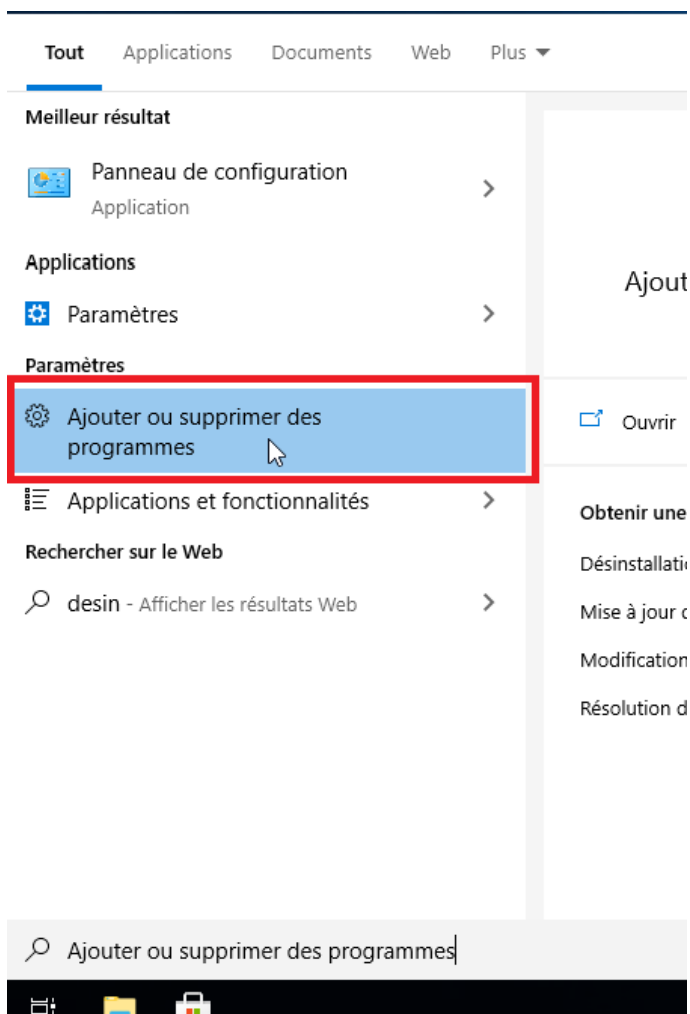 Tout Applications Documents Web Plus
Meilleur résultat
Panneau de configuration
Application
Applications
Paramètres
Paramètres
Ajouter ou supprimer des
programmes
Applications et fonctionnalités
Rechercher sur le Web
desin - Afficher les résultats Web
Ajout
Ouvrir
Obtenir une
Désinstallati
Mise à jour
Modification
Résolution d
Ajouter ou supprimer des programmes